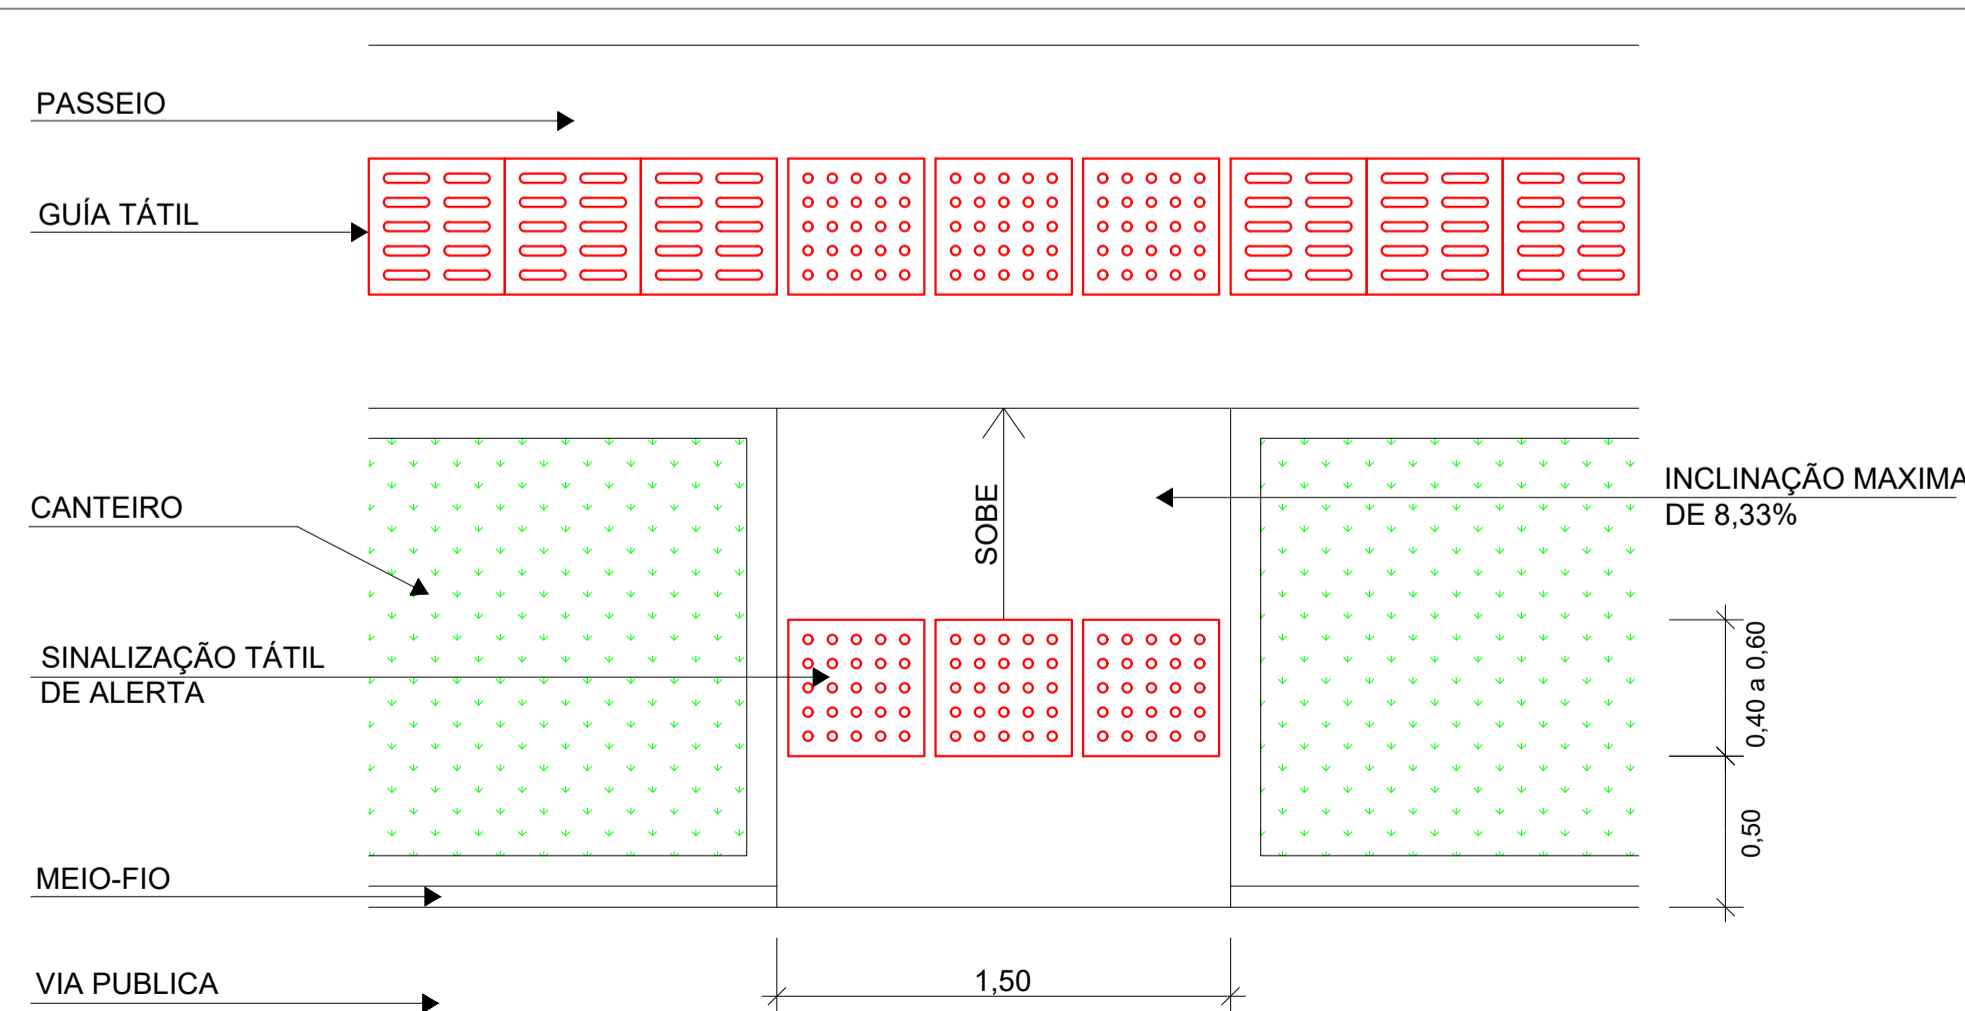 PASSEIO
GUÍA TÁTIL
CANTEIRO
SOBE
INCLINAÇÃO MAXIMA
DE 8,33%
SINALIZAÇÃO TÁTIL
DE ALERTA
0,40 a 0,60
0,50
MEIO-FIO
VIA PUBLICA
1,50